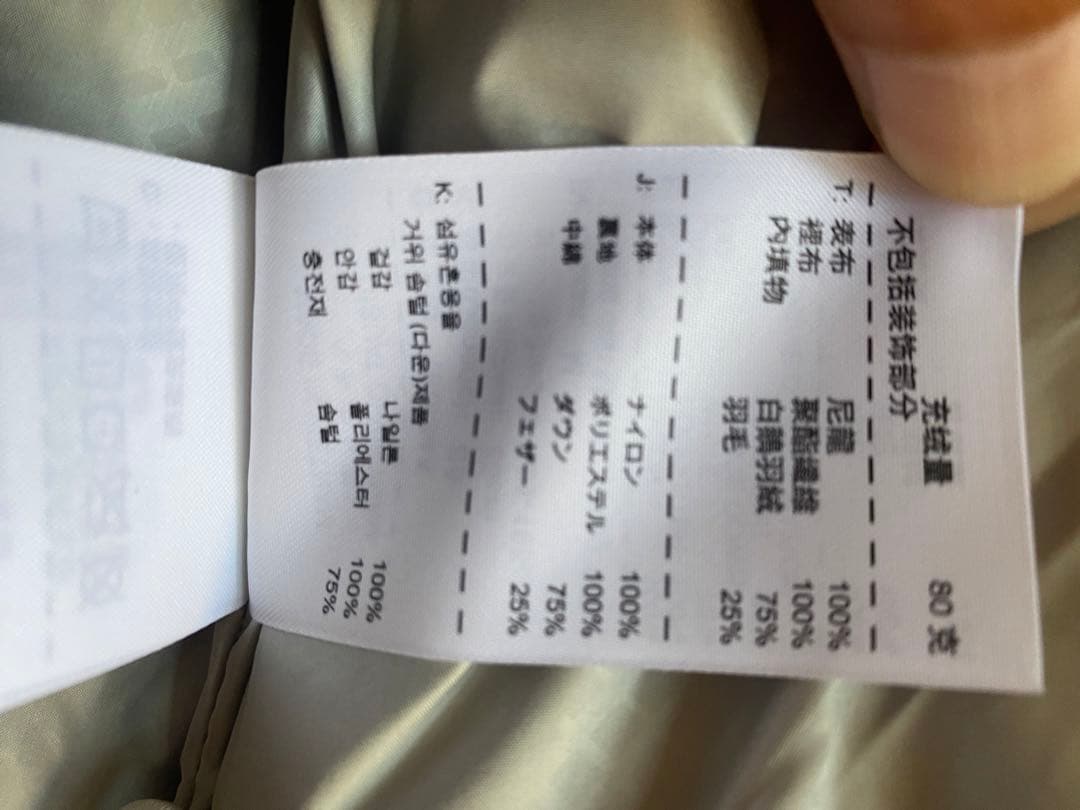 充绒量 80 克
不包括装饰部分
T: 表布 尼龍 100%
裡布 聚酯纖維 100%
內填物 白鵝羽絨 75%
羽毛 25%
J: 本体 ナイロン 100%
裏地 ポリエステル 100%
中綿 ダウン 75%
フェザー 25%
K: 섬유혼용율
거위 솜털 (다운)제품
겉감 나일론 100%
안감 폴리에스터 100%
충전재 솜털 75%